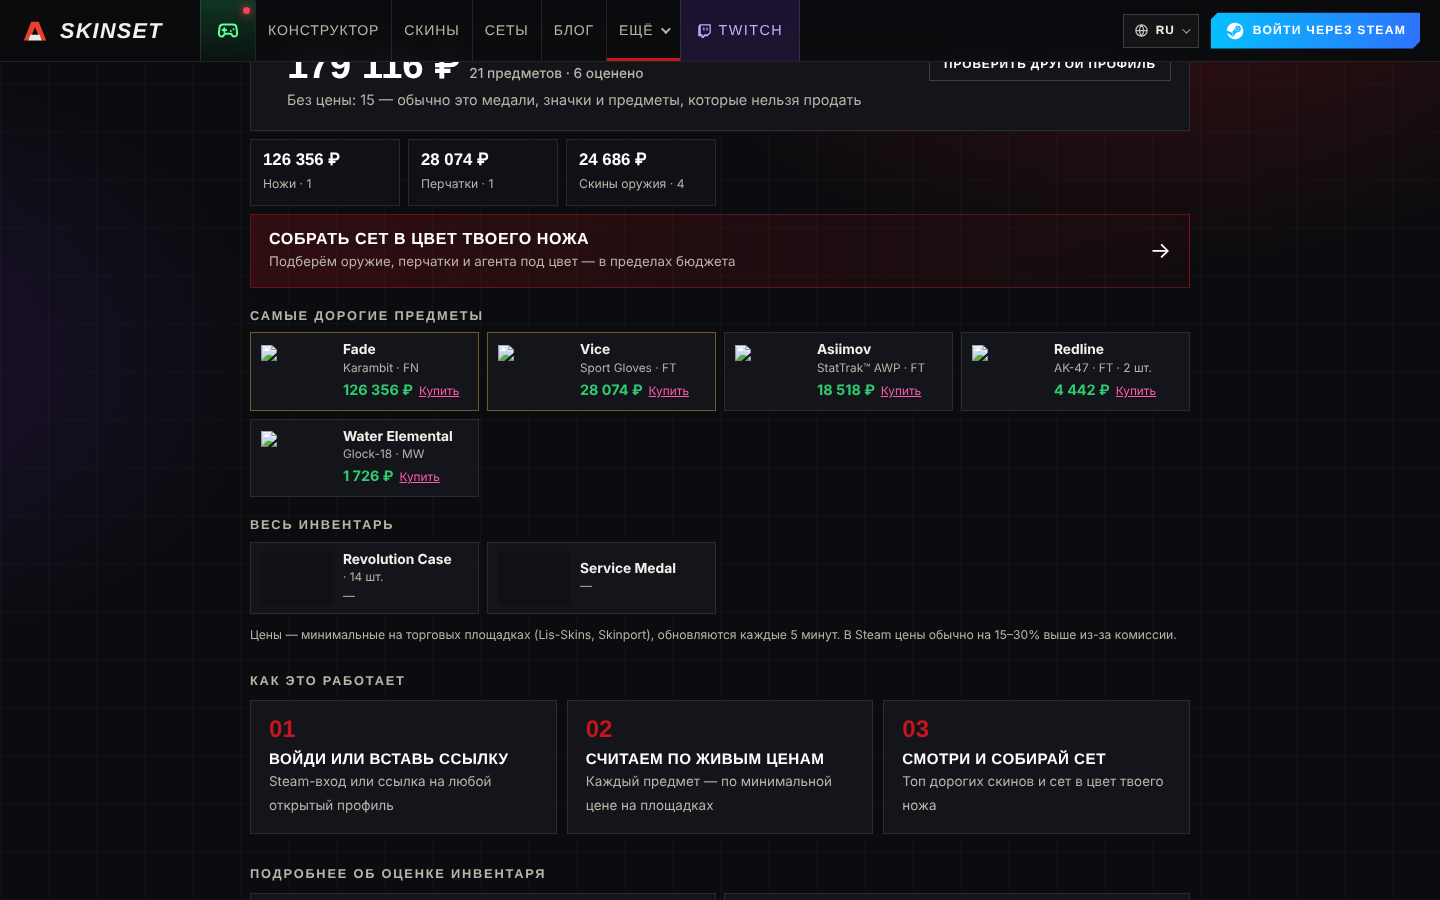 SKINSET
КОНСТРУКТОР
СКИНЫ
СЕТЫ
БЛОГ
ЕЩЁ
TWITCH
RU
ВОЙТИ ЧЕРЕЗ STEAM
179 116 ₽ 21 предметов · 6 оценено
ПРОВЕРИТЬ ДРУГОЙ ПРОФИЛЬ
Без цены: 15 — обычно это медали, значки и предметы, которые нельзя продать
126 356 ₽
Ножи · 1
28 074 ₽
Перчатки · 1
24 686 ₽
Скины оружия · 4
СОБРАТЬ СЕТ В ЦВЕТ ТВОЕГО НОЖА
Подберём оружие, перчатки и агента под цвет — в пределах бюджета
САМЫЕ ДОРОГИЕ ПРЕДМЕТЫ
Fade
Karambit · FN
126 356 ₽ Купить
Vice
Sport Gloves · FT
28 074 ₽ Купить
Asiimov
StatTrak™ AWP · FT
18 518 ₽ Купить
Redline
AK-47 · FT · 2 шт.
4 442 ₽ Купить
Water Elemental
Glock-18 · MW
1 726 ₽ Купить
ВЕСЬ ИНВЕНТАРЬ
Revolution Case
· 14 шт.
—
Service Medal
—
Цены — минимальные на торговых площадках (Lis-Skins, Skinport), обновляются каждые 5 минут. В Steam цены обычно на 15–30% выше из-за комиссии.
КАК ЭТО РАБОТАЕТ
01
ВОЙДИ ИЛИ ВСТАВЬ ССЫЛКУ
Steam-вход или ссылка на любой
открытый профиль
02
СЧИТАЕМ ПО ЖИВЫМ ЦЕНАМ
Каждый предмет — по минимальной
цене на площадках
03
СМОТРИ И СОБИРАЙ СЕТ
Топ дорогих скинов и сет в цвет твоего
ножа
ПОДРОБНЕЕ ОБ ОЦЕНКЕ ИНВЕНТАРЯ